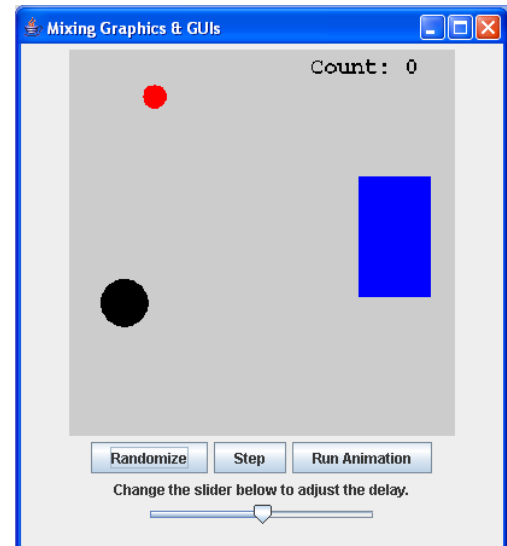 Mixing Graphics & GUIs
Count: 0
Randomize Step Run Animation
Change the slider below to adjust the delay.